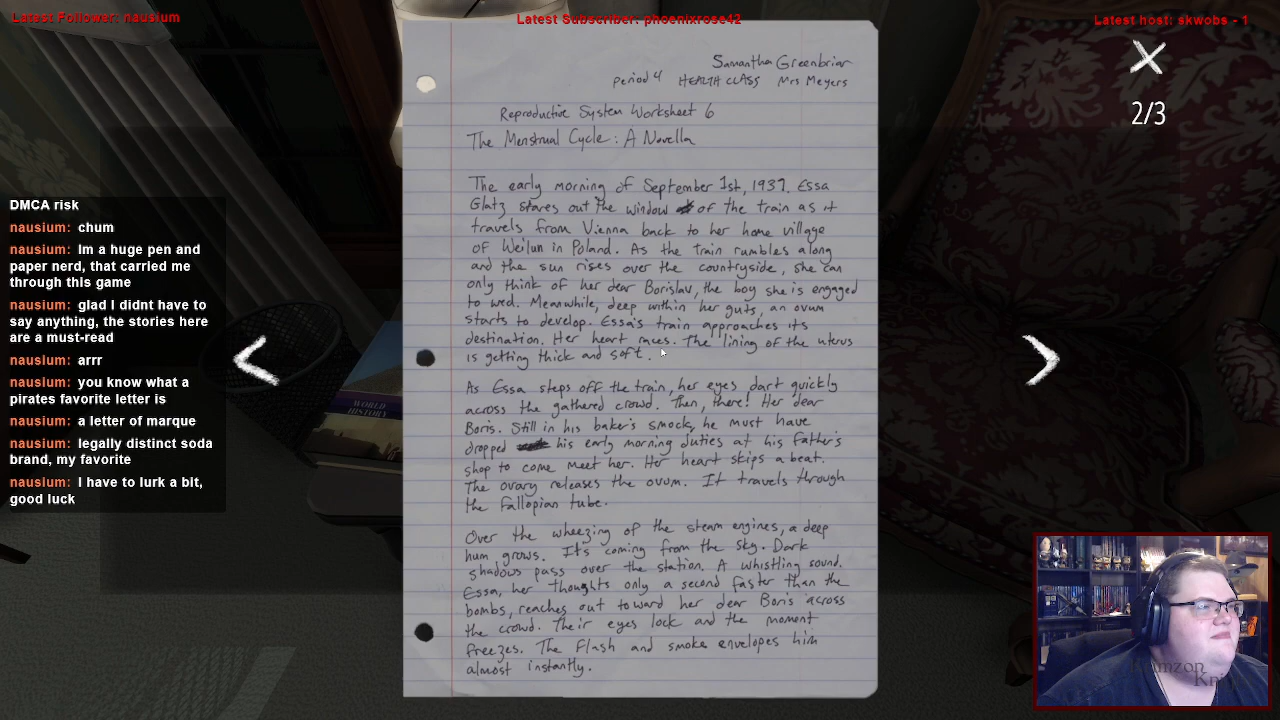 Latest Follower: nausium
Latest Subscriber: phoenixrose42
Latest host: skwobs - 1
2/3
Samantha Greenbriar
period 4 HEALTH CLASS Mrs Meyers
Reproductive System Worksheet 6
The Menstrual Cycle: A Novella
The early morning of September 1st, 1937. Essa
Glatz stares out the window of the train as it
travels from Vienna back to her home village
of Weilun in Poland. As the train rumbles along
and the sun rises over the countryside, she can
only think of her dear Borislav, the boy she is engaged
to wed. Meanwhile, deep within her guts, an ovum
starts to develop. Essa's train approaches its
destination. Her heart races. The lining of the uterus
is getting thick and soft.
As Essa steps off the train, her eyes dart quickly
across the gathered crowd. Then, there! Her dear
Boris. Still in his baker's smock, he must have
dropped his early morning duties at his father's
shop to come meet her. Her heart skips a beat.
The ovary releases the ovum. It travels through
the fallopian tube.
Over the wheezing of the steam engines, a deep
hum grows. It's coming from the sky. Dark
shadows pass over the station. A whistling sound.
Essa, her thoughts only a second faster than the
bombs, reaches out toward her dear Boris across
the crowd. Their eyes lock and the moment
freezes. The flash and smoke envelopes him
almost instantly.
DMCA risk
nausium: chum
nausium: Im a huge pen and
paper nerd, that carried me
through this game
nausium: glad I didnt have to
say anything, the stories here
are a must-read
nausium: arrr
nausium: you know what a
pirates favorite letter is
nausium: a letter of marque
nausium: legally distinct soda
brand, my favorite
nausium: I have to lurk a bit,
good luck
WORLD
HISTORY